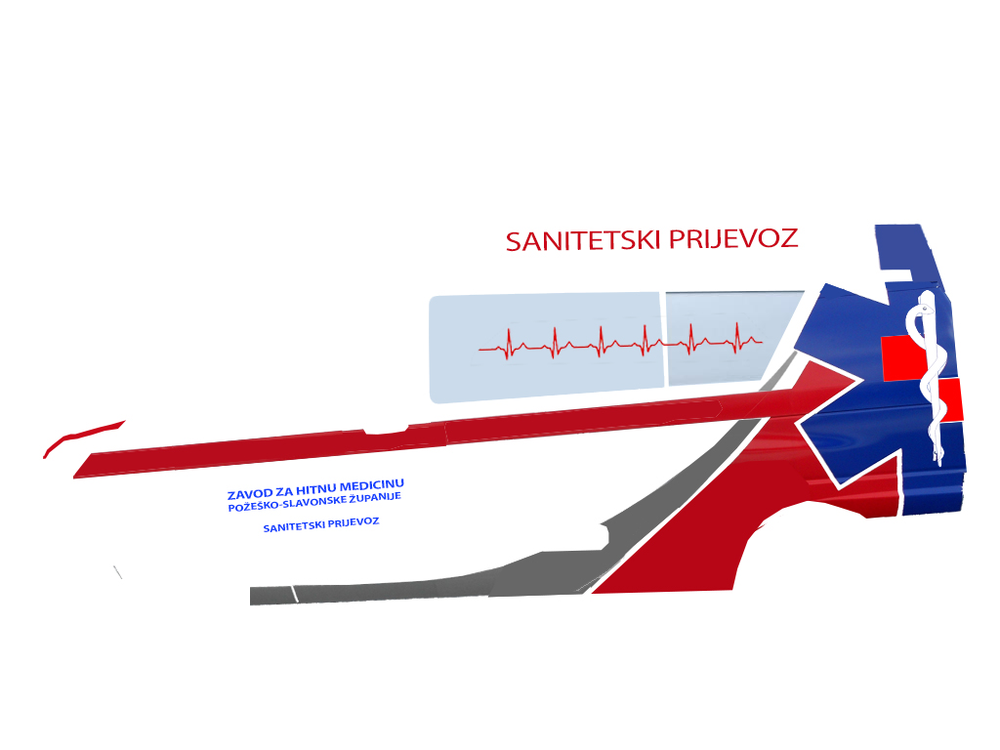 SANITETSKI PRIJEVOZ
ZAVOD ZA HITNU MEDICINU
POŽEŠKO-SLAVONSKE ŽUPANIJE
SANITETSKI PRIJEVOZ